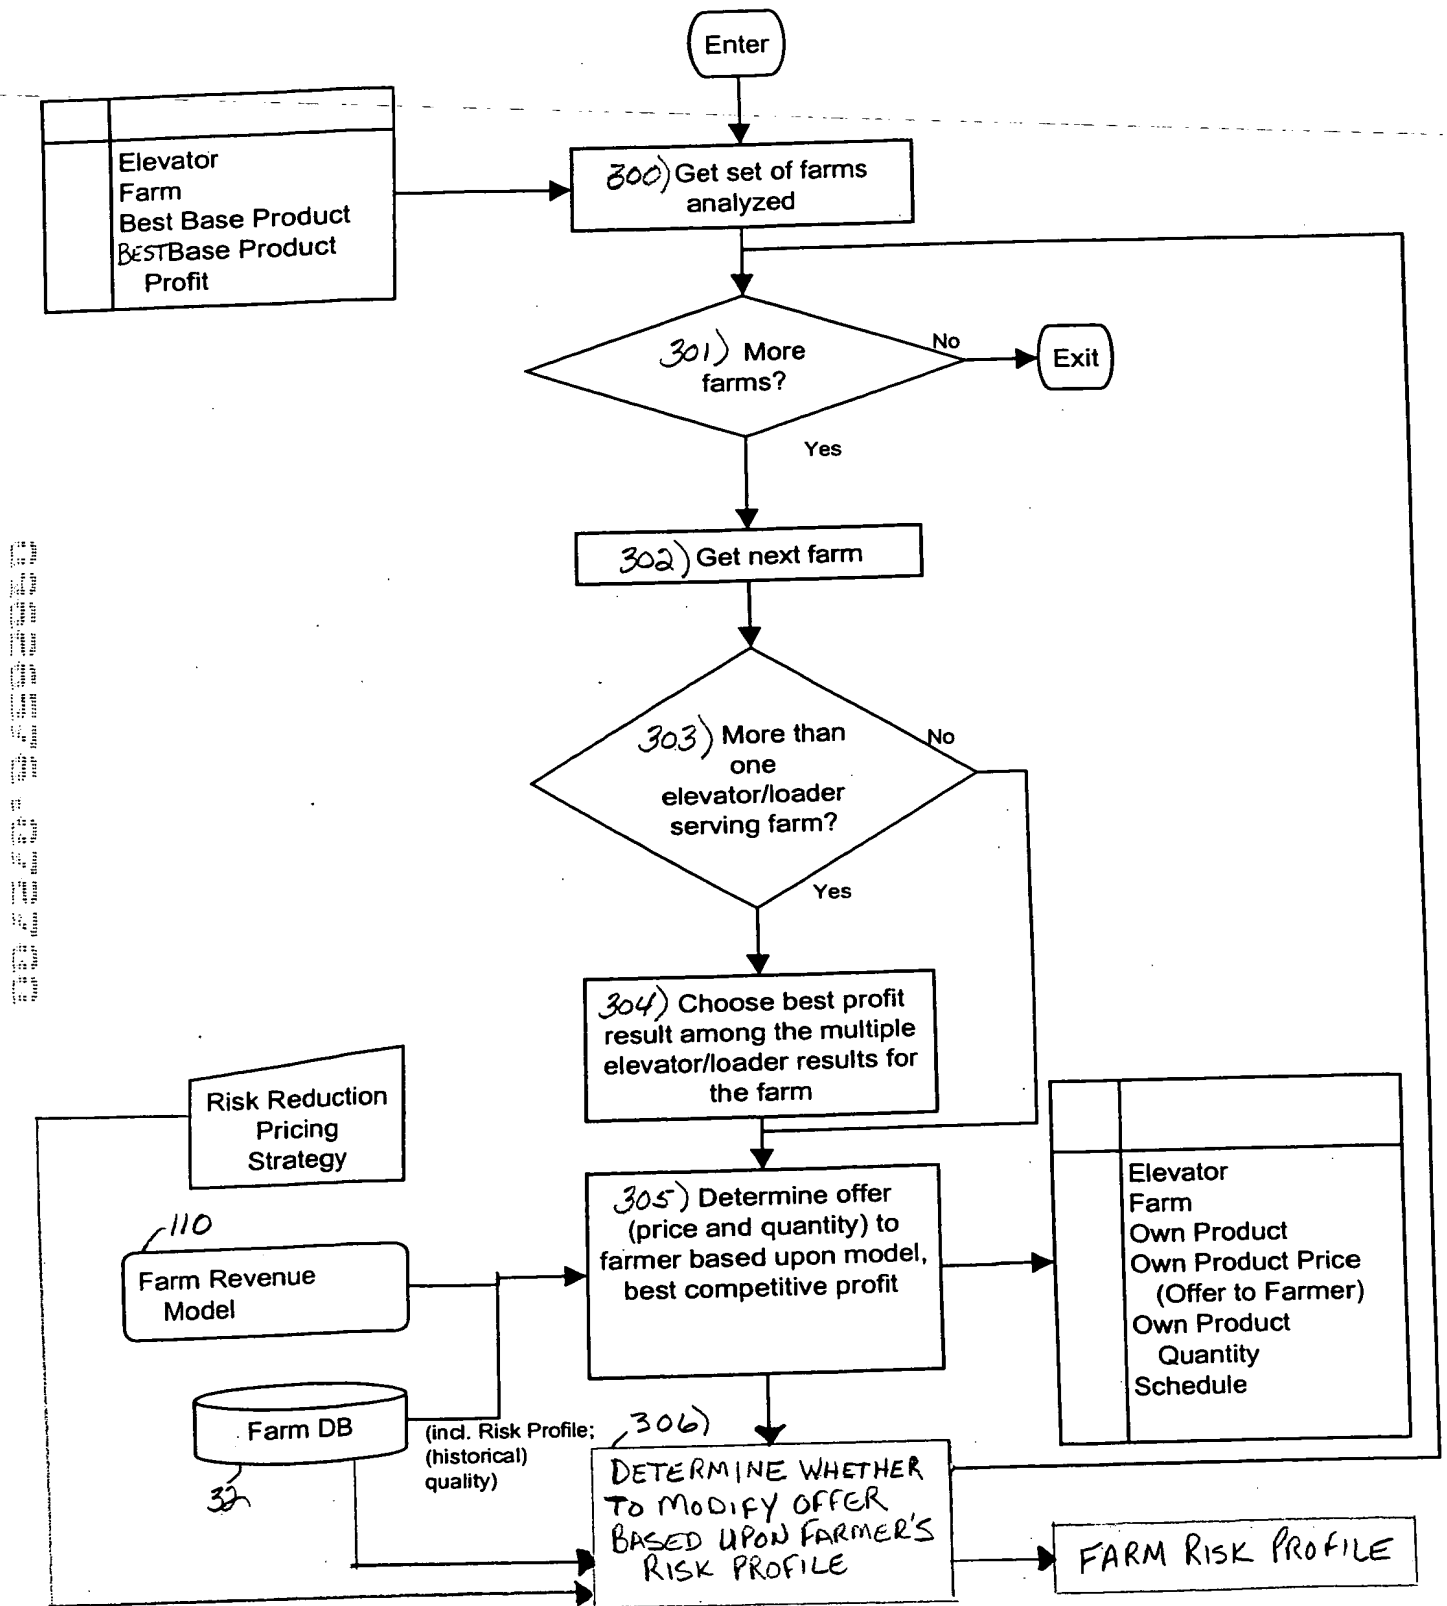 Enter
Elevator
Farm
Best Base Product
BEST Base Product
Profit
300) Get set of farms
analyzed
301) More
farms?
No
Exit
Yes
302) Get next farm
303) More than
one
elevator/loader
serving farm?
No
Yes
304) Choose best profit
result among the multiple
elevator/loader results for
the farm
Risk Reduction
Pricing
Strategy
110
Farm Revenue
Model
Farm DB
32
(incl. Risk Profile;
(historical)
quality)
305) Determine offer
(price and quantity) to
farmer based upon model,
best competitive profit
Elevator
Farm
Own Product
Own Product Price
(Offer to Farmer)
Own Product
Quantity
Schedule
306)
DETERMINE WHETHER
TO MODIFY OFFER
BASED UPON FARMER'S
RISK PROFILE
FARM RISK PROFILE